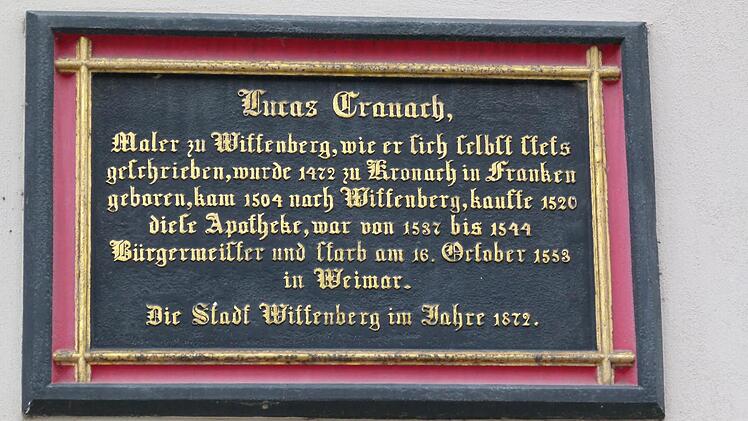 Lucas Cranach,
Maler zu Wittenberg, wie er sich selbst stets
geschrieben, wurde 1472 zu Kronach in Franken
geboren, kam 1504 nach Wittenberg, kaufte 1520
diese Apotheke, war von 1537 bis 1544
Bürgermeister und starb am 16. October 1553
in Weimar.
Die Stadt Wittenberg im Jahre 1872.